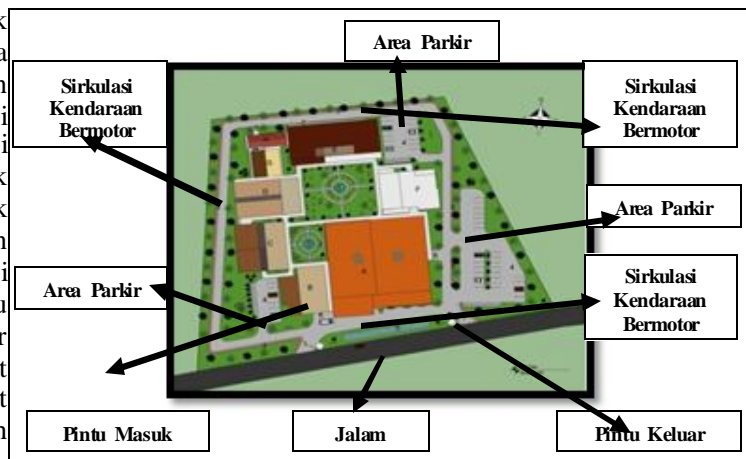 Area Parkir
Sirkulasi
Kendaraan
Bermotor
Sirkulasi
Kendaraan
Bermotor
Area Parkir
Area Parkir
Sirkulasi
Kendaraan
Bermotor
Pintu Masuk
Jalam
Pintu Keluar